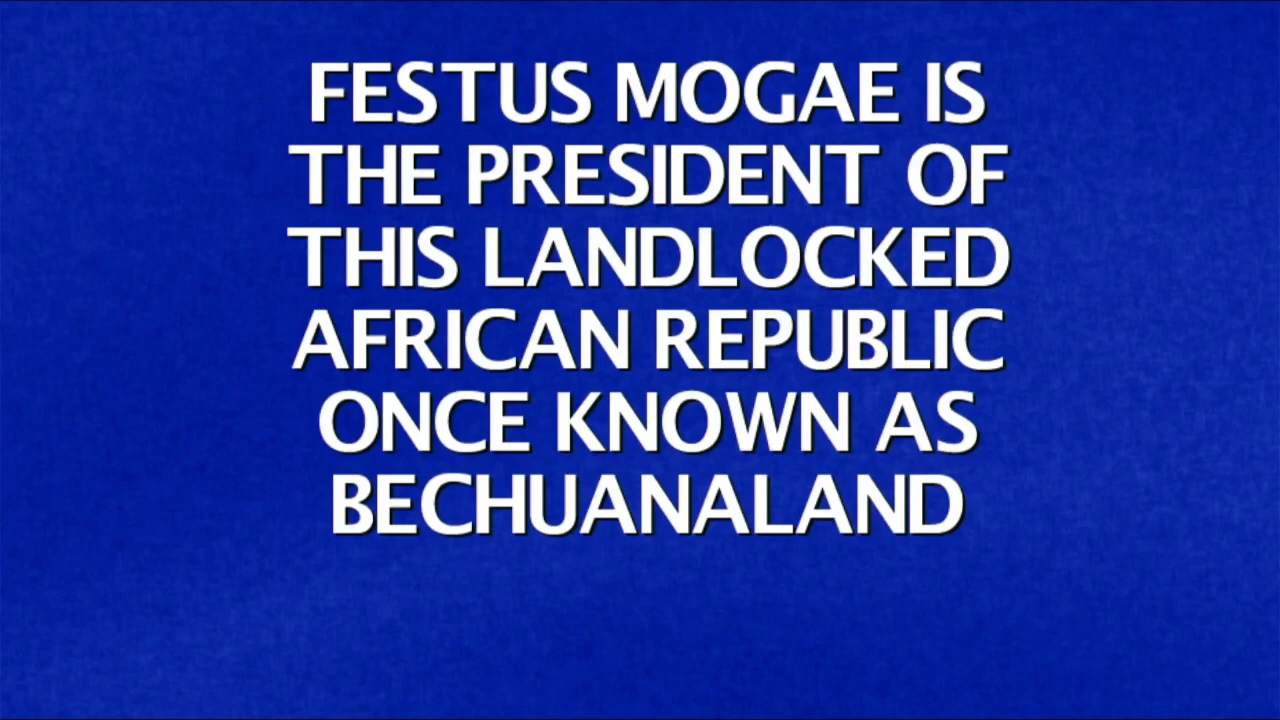 FESTUS MOGAE IS
THE PRESIDENT OF
THIS LANDLOCKED
AFRICAN REPUBLIC
ONCE KNOWN AS
BECHUANALAND